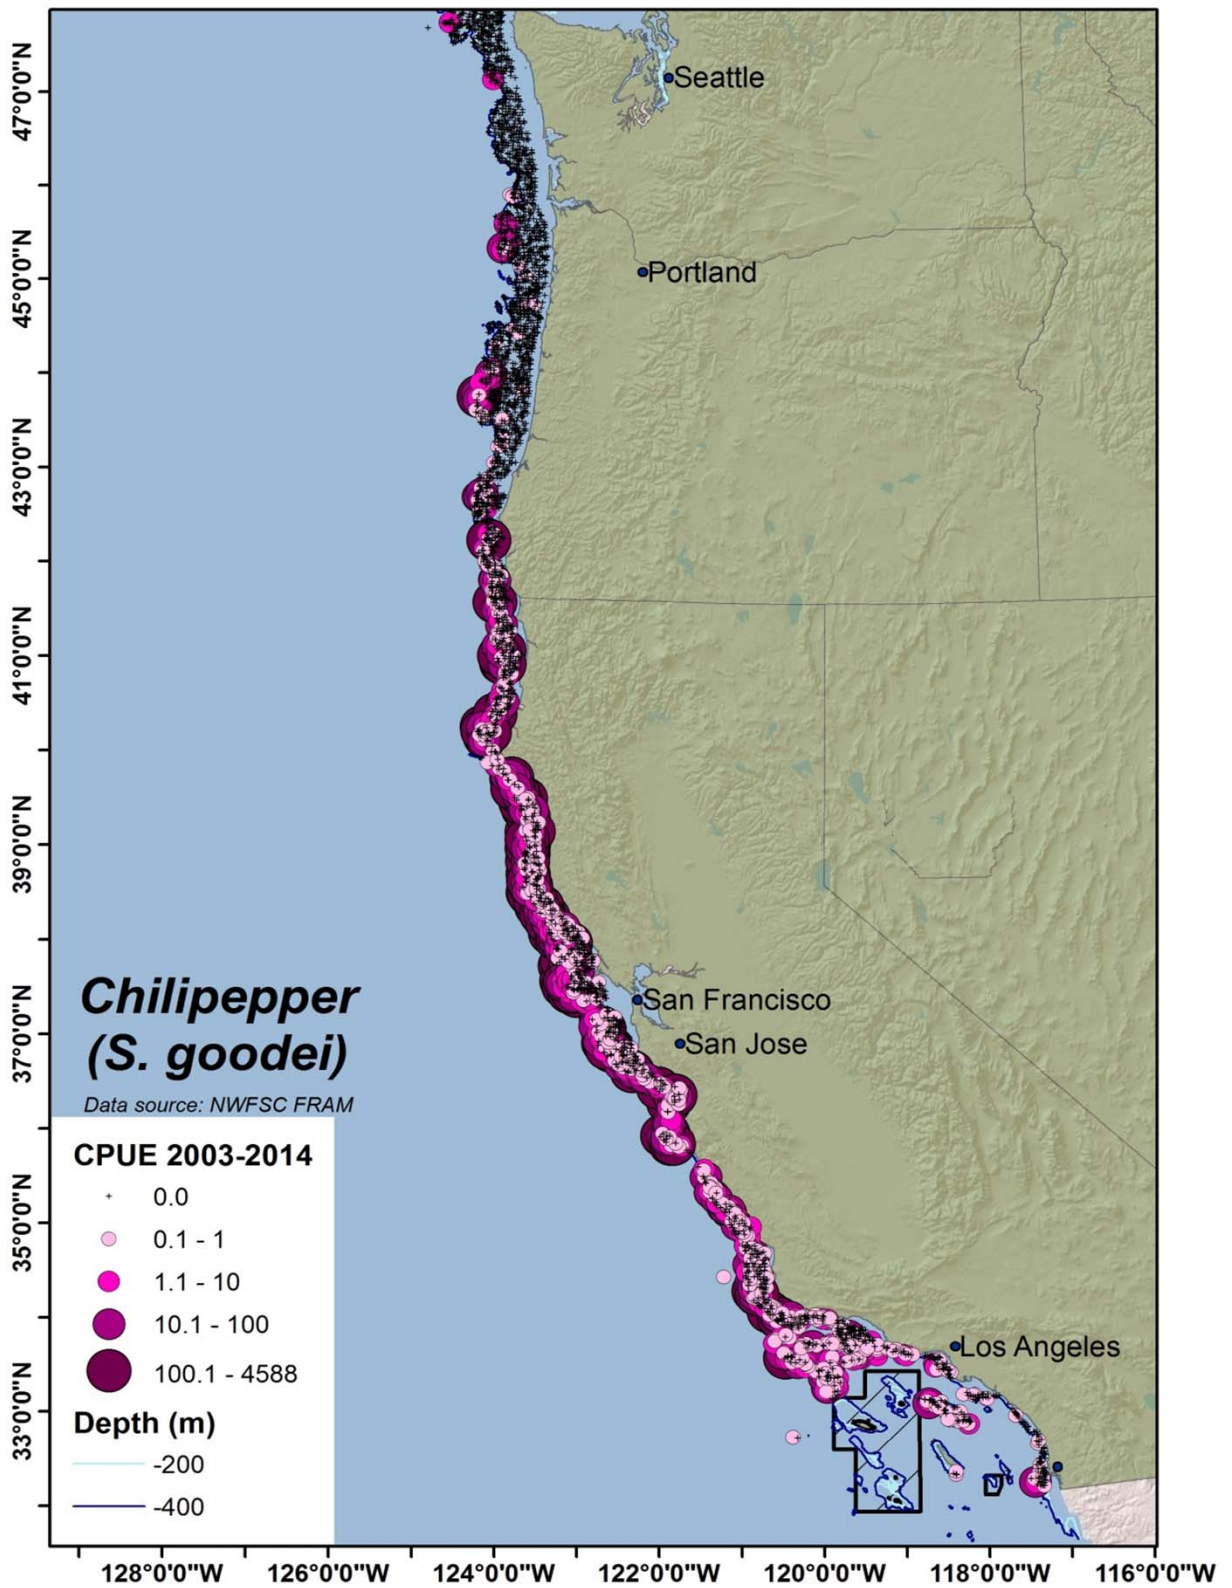 47°0'0"N
45°0'0"N
43°0'0"N
41°0'0"N
39°0'0"N
37°0'0"N
35°0'0"N
33°0'0"N
Seattle
Portland
San Francisco
San Jose
Los Angeles
Chilipepper
(S. goodei)
Data source: NWFSC FRAM
CPUE 2003-2014
0.0
0.1 - 1
1.1 - 10
10.1 - 100
100.1 - 4588
Depth (m)
-200
-400
128°0'0"W 126°0'0"W 124°0'0"W 122°0'0"W 120°0'0"W 118°0'0"W 116°0'0"W